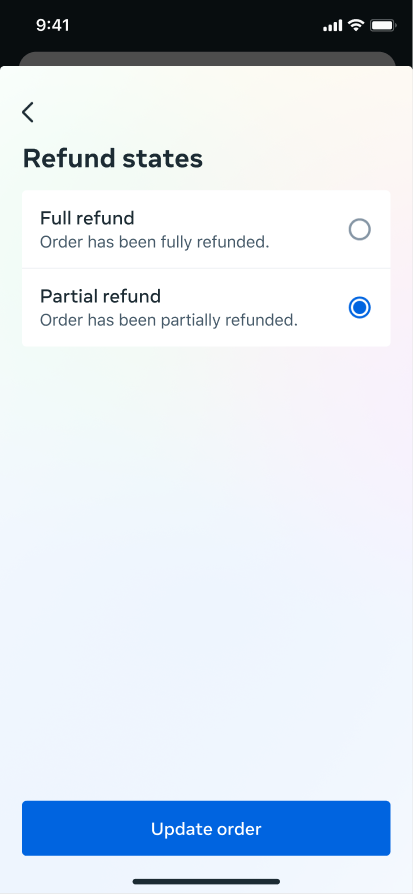 9:41
Refund states
Full refund
Order has been fully refunded.
Partial refund
Order has been partially refunded.
Update order